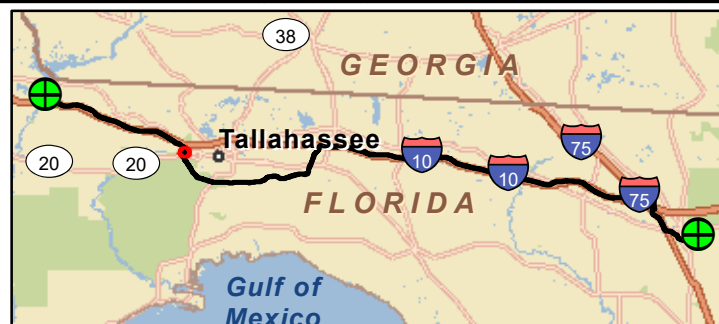 38
GEORGIA
Tallahassee
75
20
20
10
10
FLORIDA
75
Gulf of
Mexico